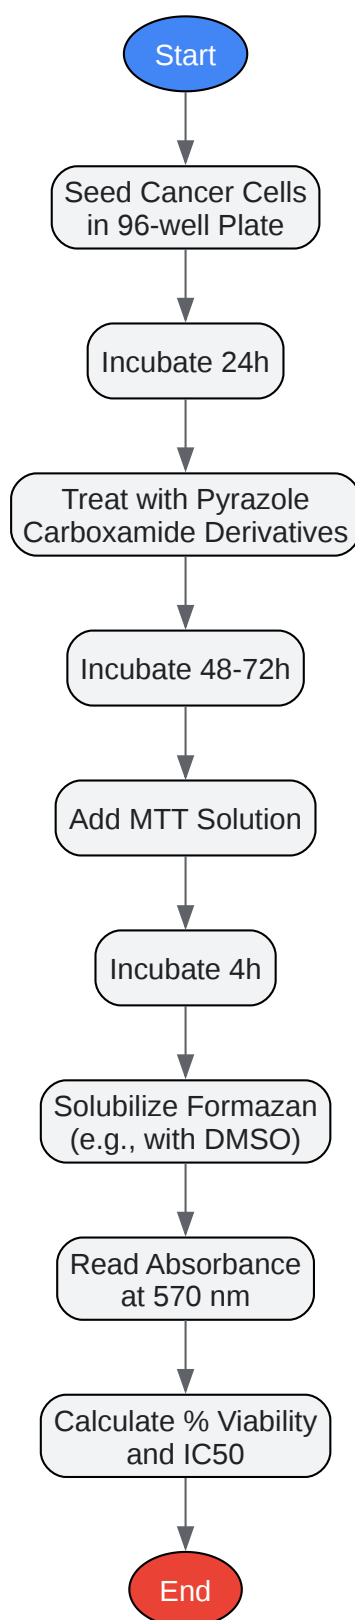 Start
Seed Cancer Cells
in 96-well Plate
Incubate 24h
Treat with Pyrazole
Carboxamide Derivatives
Incubate 48-72h
Add MTT Solution
Incubate 4h
Solubilize Formazan
(e.g., with DMSO)
Read Absorbance
at 570 nm
Calculate % Viability
and IC50
End